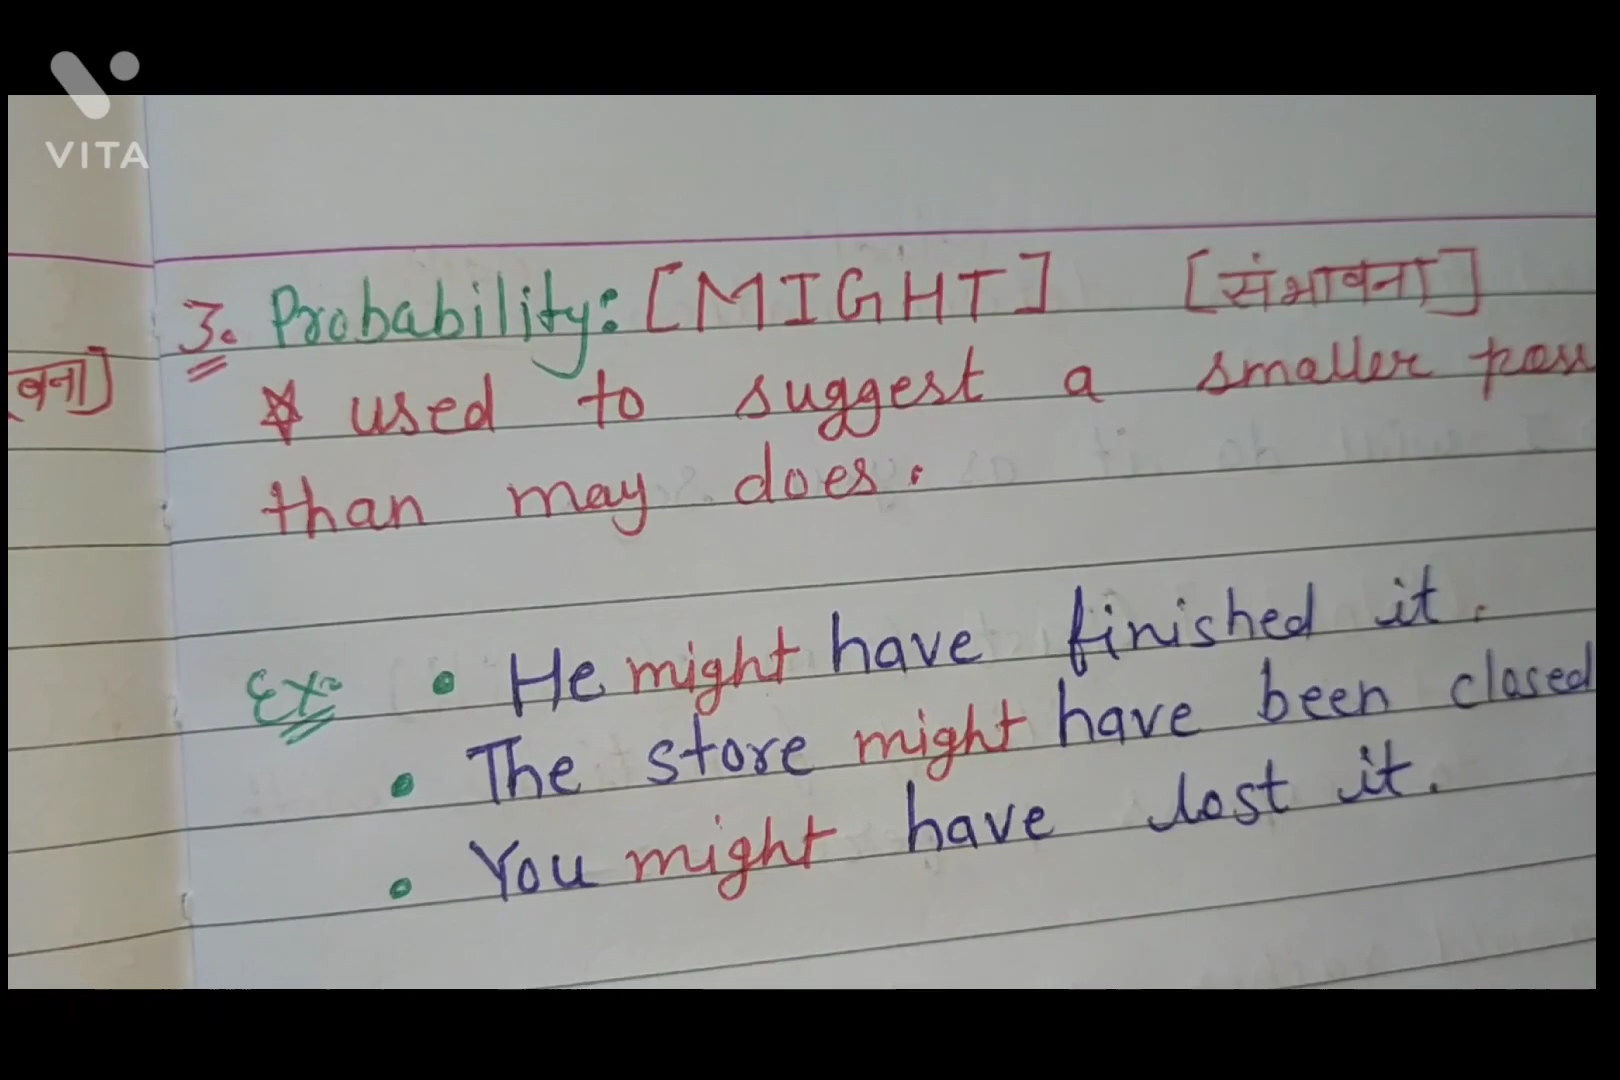 VITA
3. Probability: [MIGHT] [संभावना]
वना]
☆ used to suggest a smaller
than may does.
Ex- • He might have finished it.
• The store might have been closed
• You might have lost it.